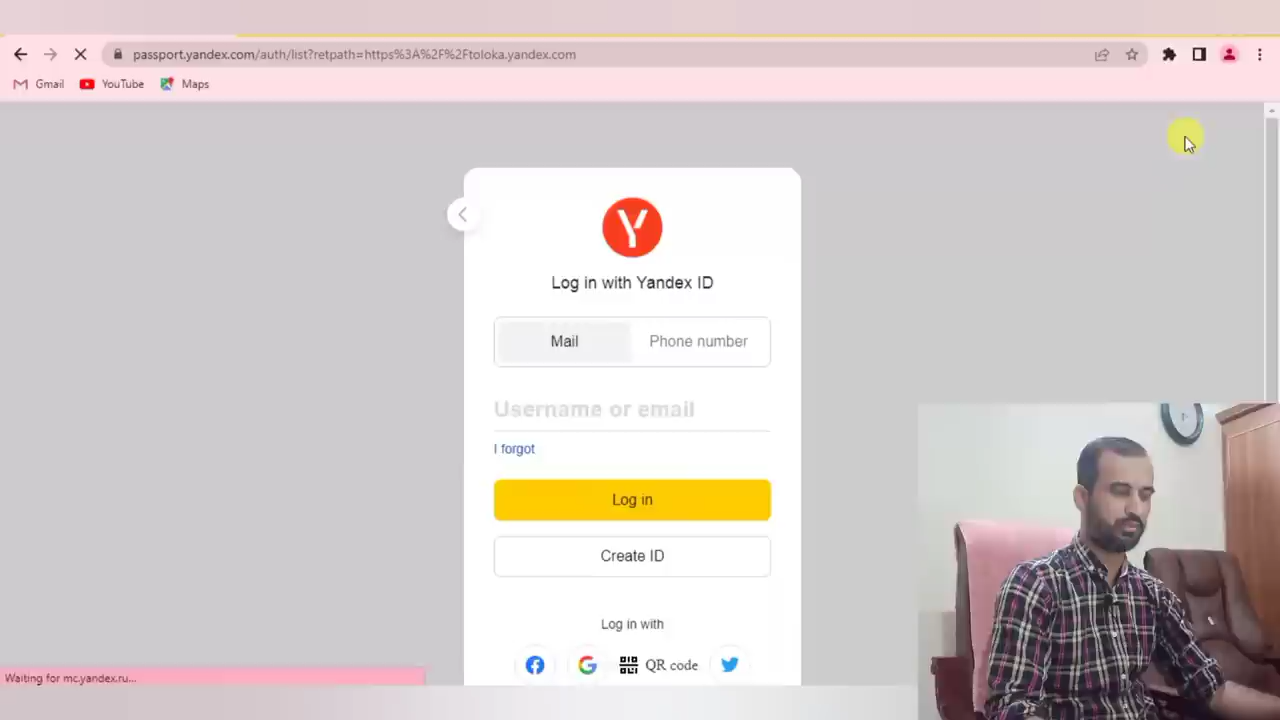 passport.yandex.com/auth/list?retpath=https%3A%2F%2Ftoloka.yandex.com
Gmail YouTube Maps
Y
Log in with Yandex ID
Mail Phone number
Username or email
I forgot
Log in
Create ID
Log in with
QR code
Waiting for mc.yandex.ru...